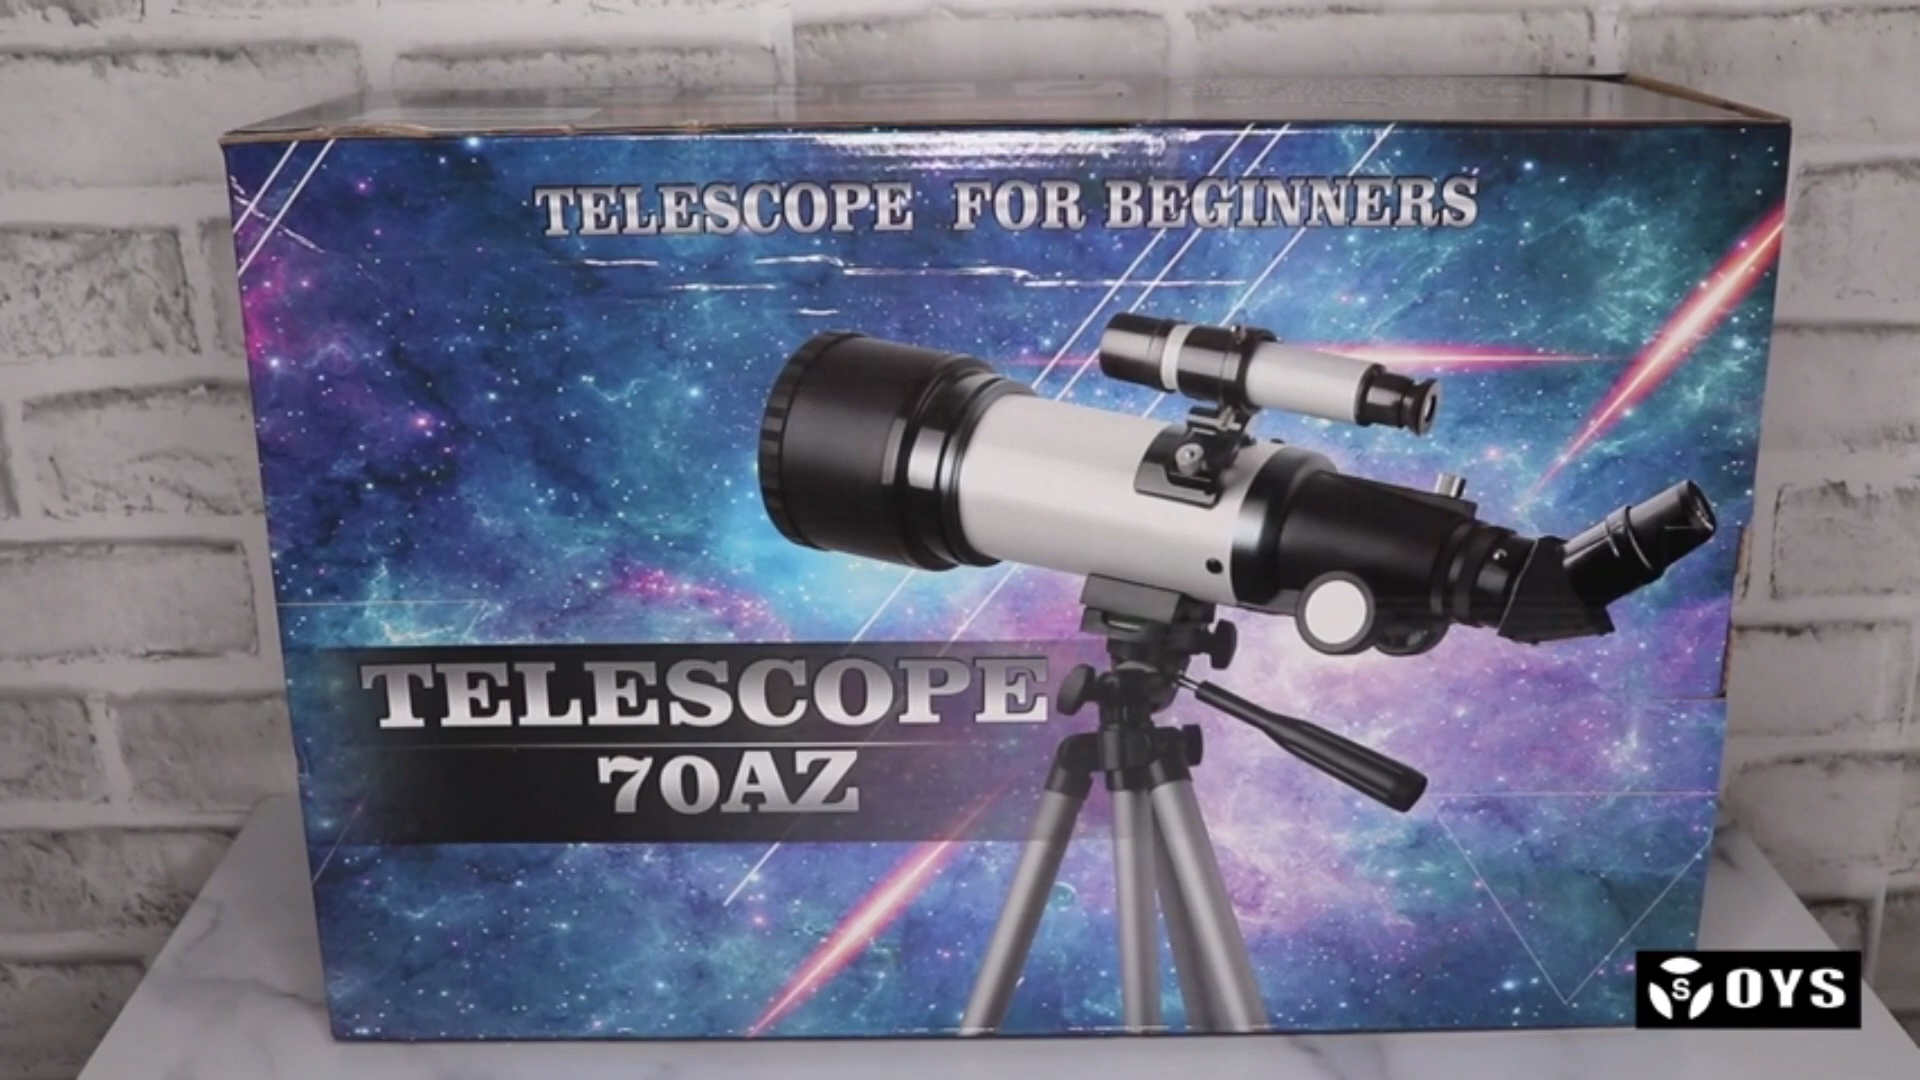 TELESCOPE FOR BEGINNERS
TELESCOPE
70AZ
S OYS